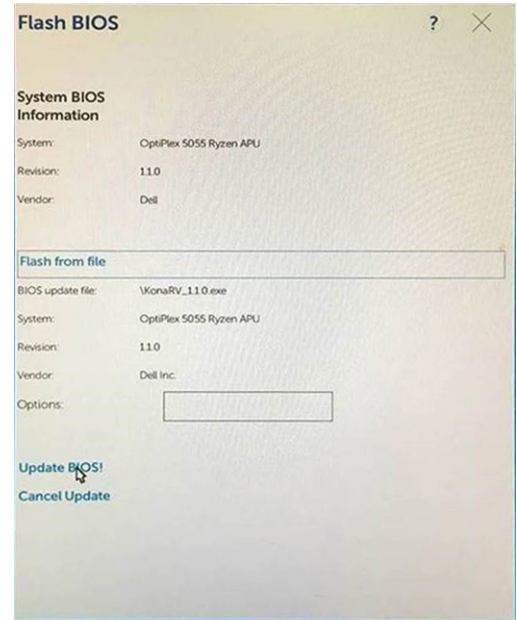 Flash BIOS
?
System BIOS
Information
System: OptiPlex 5055 Ryzen APU
Revision: 1.1.0
Vendor: Dell
Flash from file
BIOS update file: \KonaRV_1.1.0.exe
System: OptiPlex 5055 Ryzen APU
Revision: 1.1.0
Vendor: Dell Inc.
Options:
Update BIOS!
Cancel Update